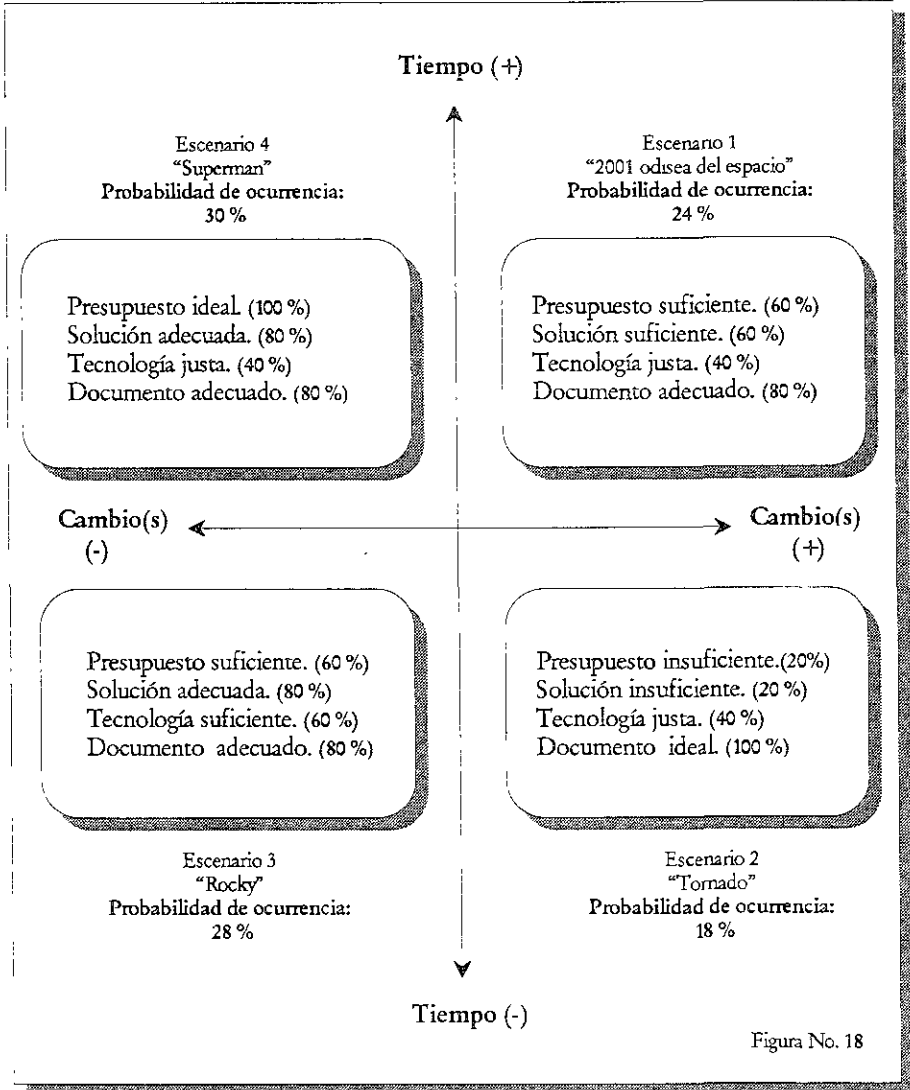 Tiempo (+)
Escenario 4
"Superman"
Probabilidad de ocurrencia:
30 %
Escenario 1
"2001 odisea del espacio"
Probabilidad de ocurrencia:
24 %
Presupuesto ideal. (100 %)
Solución adecuada. (80 %)
Tecnología justa. (40 %)
Documento adecuado. (80 %)
Presupuesto suficiente. (60 %)
Solución suficiente. (60 %)
Tecnología justa. (40 %)
Documento adecuado. (80 %)
Cambio(s)
(-)
Cambio(s)
(+)
Presupuesto suficiente. (60 %)
Solución adecuada. (80 %)
Tecnología suficiente. (60 %)
Documento adecuado. (80 %)
Presupuesto insuficiente.(20%)
Solución insuficiente. (20 %)
Tecnología justa. (40 %)
Documento ideal. (100 %)
Escenario 3
"Rocky"
Probabilidad de ocurrencia:
28 %
Escenario 2
"Tornado"
Probabilidad de ocurrencia:
18 %
Tiempo (-)
Figura No. 18